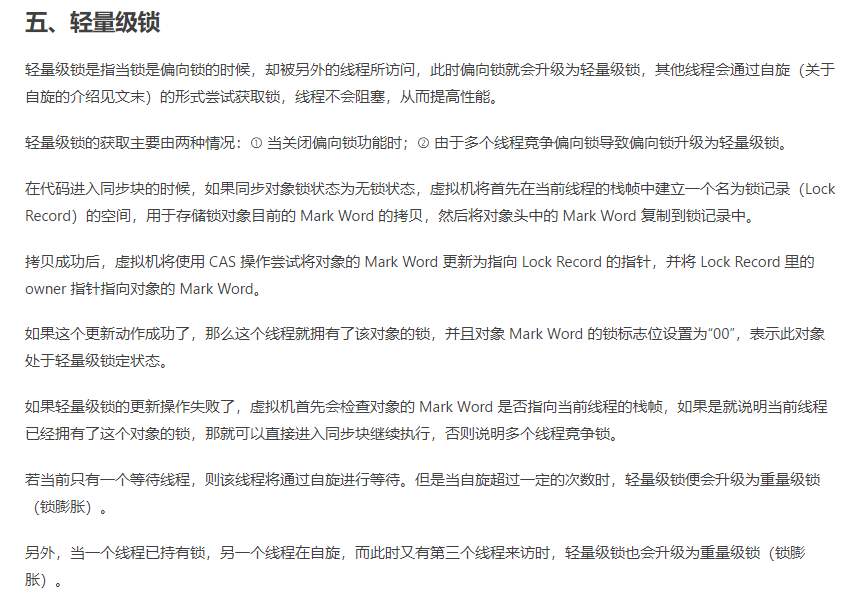 五、轻量级锁
轻量级锁是指当锁是偏向锁的时候，却被另外的线程所访问，此时偏向锁就会升级为轻量级锁，其他线程会通过自旋（关于
自旋的介绍见文末）的形式尝试获取锁，线程不会阻塞，从而提高性能。
轻量级锁的获取主要由两种情况：① 当关闭偏向锁功能时；② 由于多个线程竞争偏向锁导致偏向锁升级为轻量级锁。
在代码进入同步块的时候，如果同步对象锁状态为无锁状态，虚拟机将首先在当前线程的栈帧中建立一个名为锁记录（Lock
Record）的空间，用于存储锁对象目前的 Mark Word 的拷贝，然后将对象头中的 Mark Word 复制到锁记录中。
拷贝成功后，虚拟机将使用 CAS 操作尝试将对象的 Mark Word 更新为指向 Lock Record 的指针，并将 Lock Record 里的
owner 指针指向对象的 Mark Word。
如果这个更新动作成功了，那么这个线程就拥有了该对象的锁，并且对象 Mark Word 的锁标志位设置为“00”，表示此对象
处于轻量级锁定状态。
如果轻量级锁的更新操作失败了，虚拟机首先会检查对象的 Mark Word 是否指向当前线程的栈帧，如果是就说明当前线程
已经拥有了这个对象的锁，那就可以直接进入同步块继续执行，否则说明多个线程竞争锁。
若当前只有一个等待线程，则该线程将通过自旋进行等待。但是当自旋超过一定的次数时，轻量级锁便会升级为重量级锁
（锁膨胀）。
另外，当一个线程已持有锁，另一个线程在自旋，而此时又有第三个线程来访时，轻量级锁也会升级为重量级锁（锁膨
胀）。